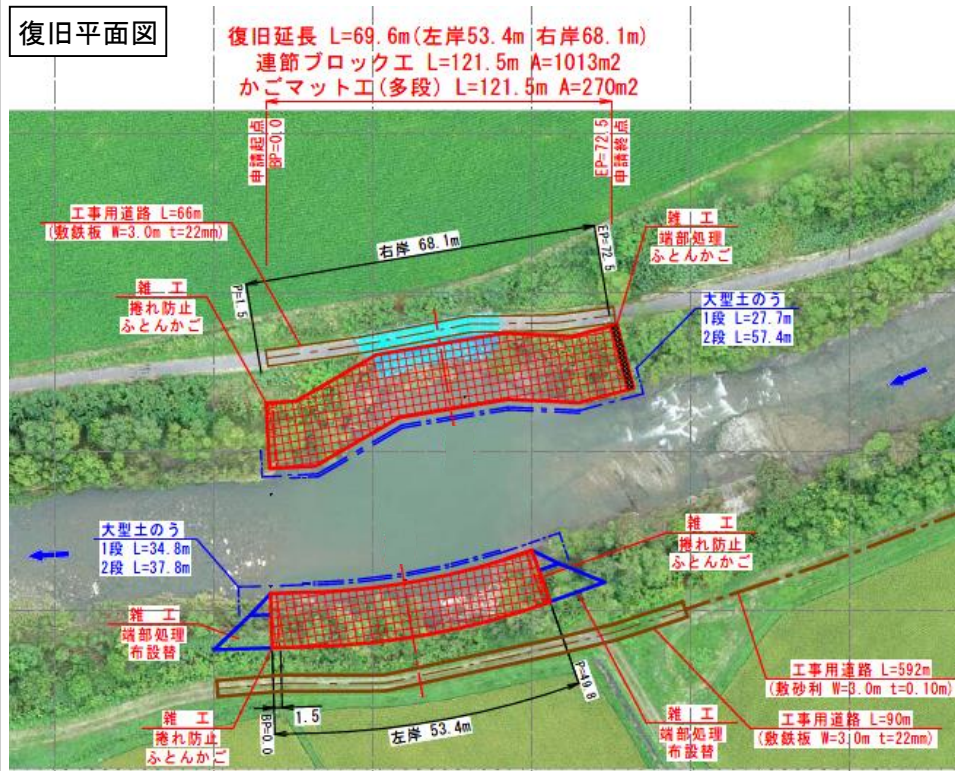 復旧平面図
復旧延長 L=69.6m(左岸53.4m 右岸68.1m)
連節ブロック工 L=121.5m A=1013m2
かごマット工(多段) L=121.5m A=270m2
申請起点
BP=0.0
EP=72.5
申請終点
工事用道路 L=66m
(敷鉄板 W=3.0m t=22mm)
右岸 68.1m
P=1.5
EP=72.5
雑 工
端部処理
ふとんかご
雑 工
捲れ防止
ふとんかご
大型土のう
1段 L=27.7m
2段 L=57.4m
大型土のう
1段 L=34.8m
2段 L=37.8m
雑 工
捲れ防止
ふとんかご
雑 工
端部処理
布設替
雑 工
捲れ防止
ふとんかご
BP=0.0
1.5
左岸 53.4m
P=49.8
雑 工
端部処理
布設替
工事用道路 L=592m
(敷砂利 W=3.0m t=0.10m)
工事用道路 L=90m
(敷鉄板 W=3.0m t=22mm)